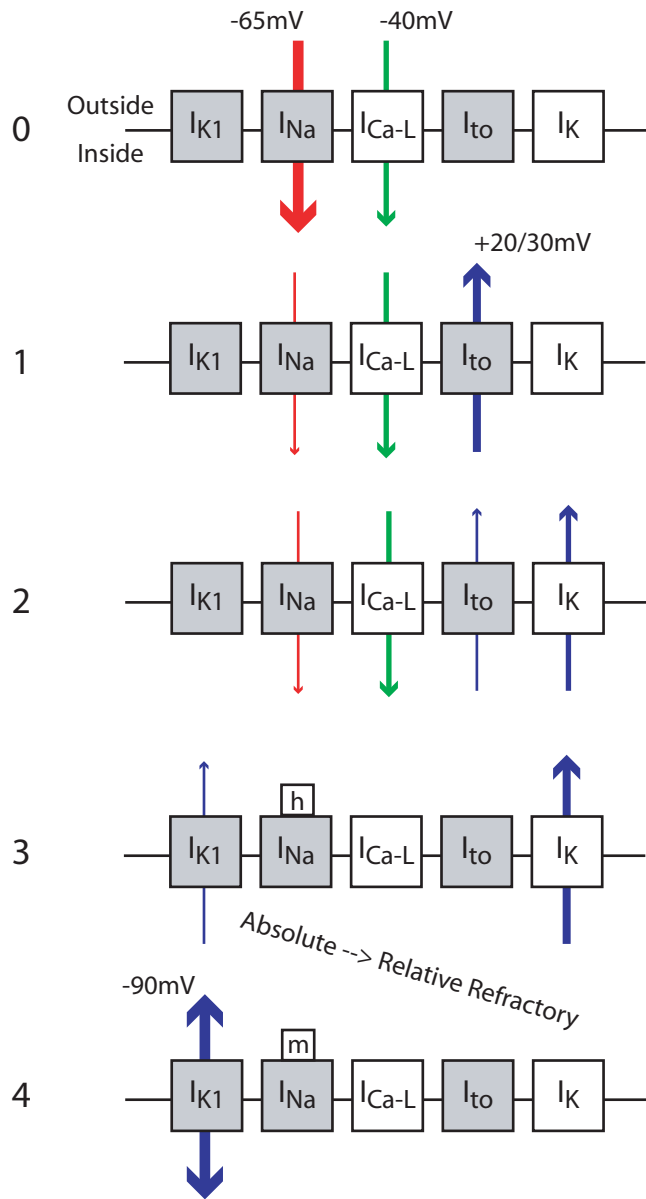 -65mV -40mV
Outside
0 IK1 INa ICa-L Ito IK
Inside
+20/30mV
1 IK1 INa ICa-L Ito IK
2 IK1 INa ICa-L Ito IK
h
3 IK1 INa ICa-L Ito IK
Absolute --> Relative Refractory
-90mV
m
4 IK1 INa ICa-L Ito IK